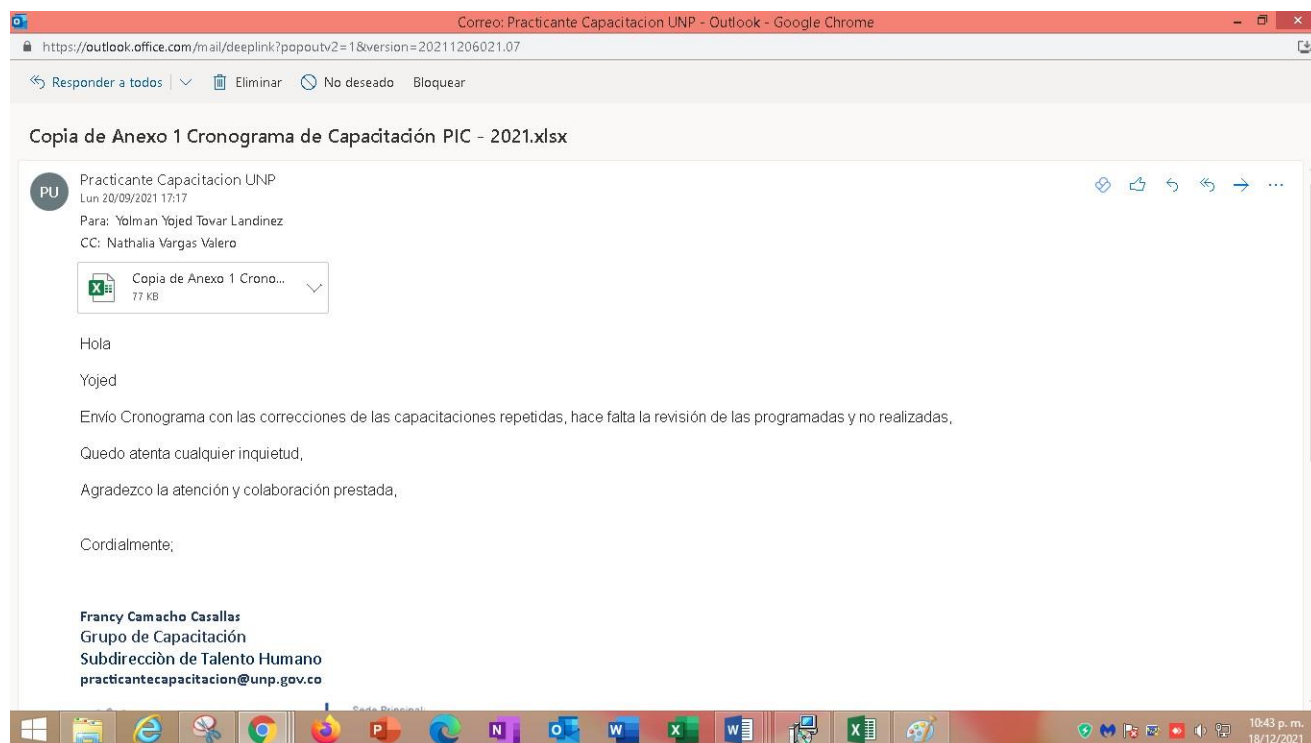 Correo: Practicante Capacitacion UNP - Outlook - Google Chrome
https://outlook.office.com/mail/deeplink?popoutv2=1&version=20211206021.07
Responder a todos Eliminar No deseado Bloquear
Copia de Anexo 1 Cronograma de Capacitación PIC - 2021.xlsx
PU
Practicante Capacitacion UNP
Lun 20/09/2021 17:17
Para: Yolman Yojed Tovar Landinez
CC: Nathalia Vargas Valero
Copia de Anexo 1 Crono...
77 KB
Hola
Yojed
Envío Cronograma con las correcciones de las capacitaciones repetidas, hace falta la revisión de las programadas y no realizadas,
Quedo atenta cualquier inquietud,
Agradezco la atención y colaboración prestada,
Cordialmente;
Francy Camacho Casallas
Grupo de Capacitación
Subdirecciòn de Talento Humano
practicantecapacitacion@unp.gov.co
Sede Principal:
10:43 p. m.
18/12/2021